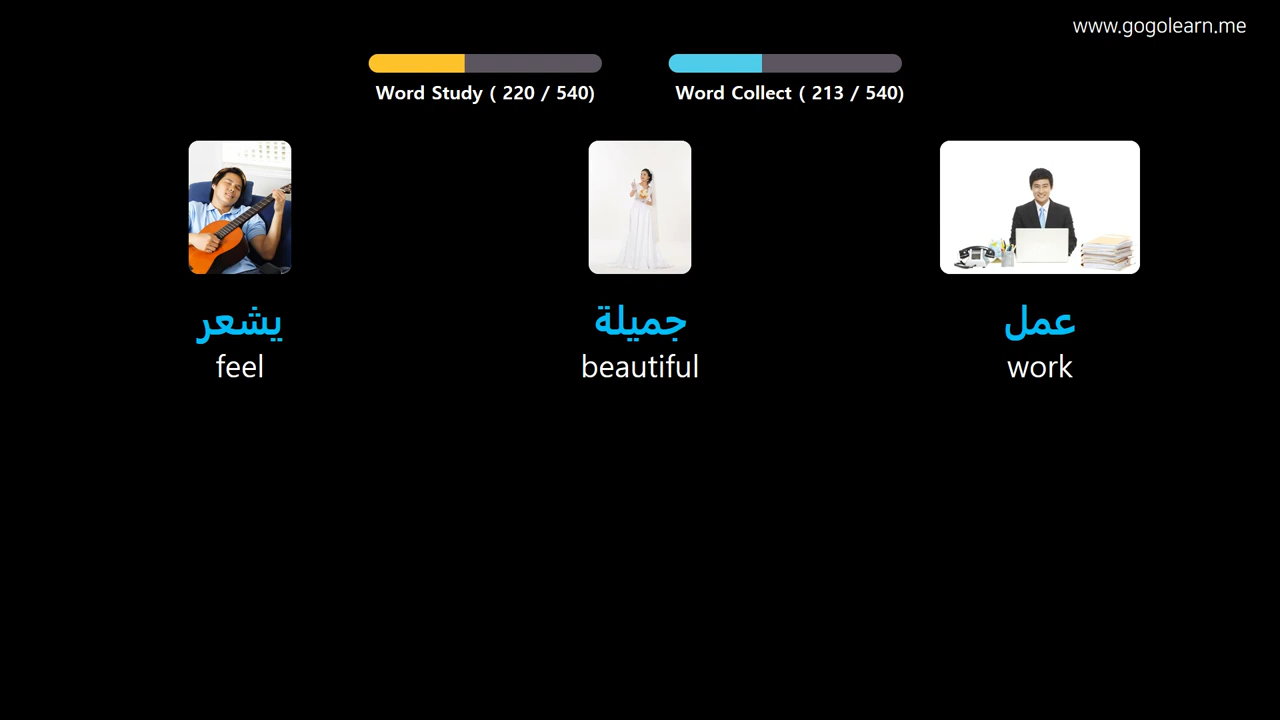 www.gogolearn.me
Word Study ( 220 / 540)
Word Collect ( 213 / 540)
يشعر
feel
جميلة
beautiful
عمل
work